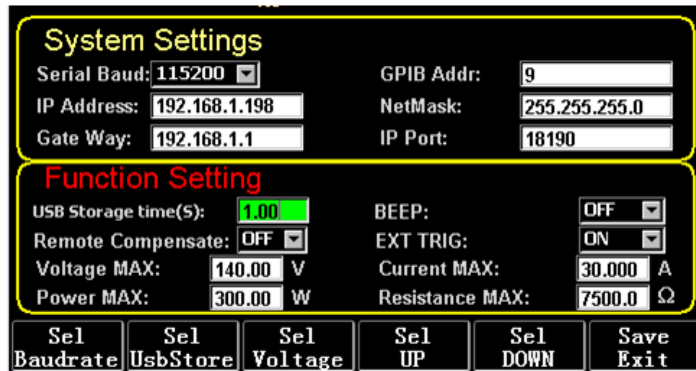 System Settings
Serial Baud: 115200 GPIB Addr: 9
IP Address: 192.168.1.198 NetMask: 255.255.255.0
Gate Way: 192.168.1.1 IP Port: 18190
Function Setting
USB Storage time(S): 1.00 BEEP: OFF
Remote Compensate: OFF EXT TRIG: ON
Voltage MAX: 140.00 V Current MAX: 30.000 A
Power MAX: 300.00 W Resistance MAX: 7500.0 Ω
Sel Sel Sel Sel Sel Save
Baudrate UsbStore Voltage UP DOWN Exit